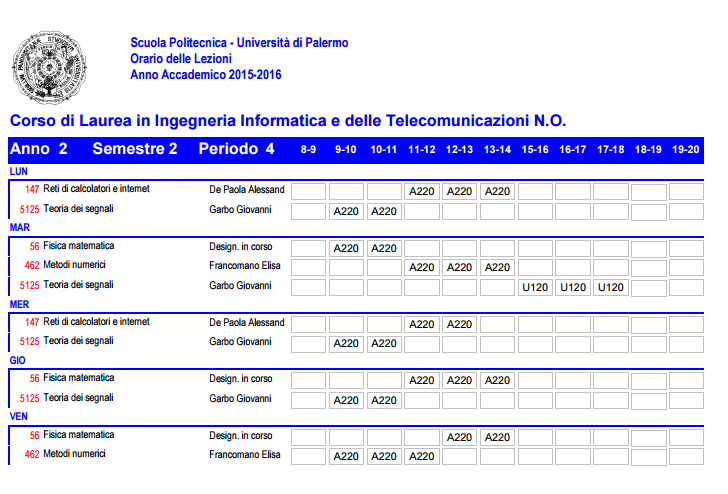 Scuola Politecnica - Università di Palermo
Orario delle Lezioni
Anno Accademico 2015-2016
Corso di Laurea in Ingegneria Informatica e delle Telecomunicazioni N.O.
Anno 2 Semestre 2 Periodo 4 8-9 9-10 10-11 11-12 12-13 13-14 15-16 16-17 17-18 18-19 19-20
LUN
147 Reti di calcolatori e internet De Paola Alessand A220 A220 A220
5125 Teoria dei segnali Garbo Giovanni A220 A220
MAR
56 Fisica matematica Design. in corso A220 A220
462 Metodi numerici Francomano Elisa A220 A220 A220
5125 Teoria dei segnali Garbo Giovanni U120 U120 U120
MER
147 Reti di calcolatori e internet De Paola Alessand A220 A220
5125 Teoria dei segnali Garbo Giovanni A220 A220
GIO
56 Fisica matematica Design. in corso A220 A220 A220
5125 Teoria dei segnali Garbo Giovanni A220 A220
VEN
56 Fisica matematica Design. in corso A220 A220
462 Metodi numerici Francomano Elisa A220 A220 A220